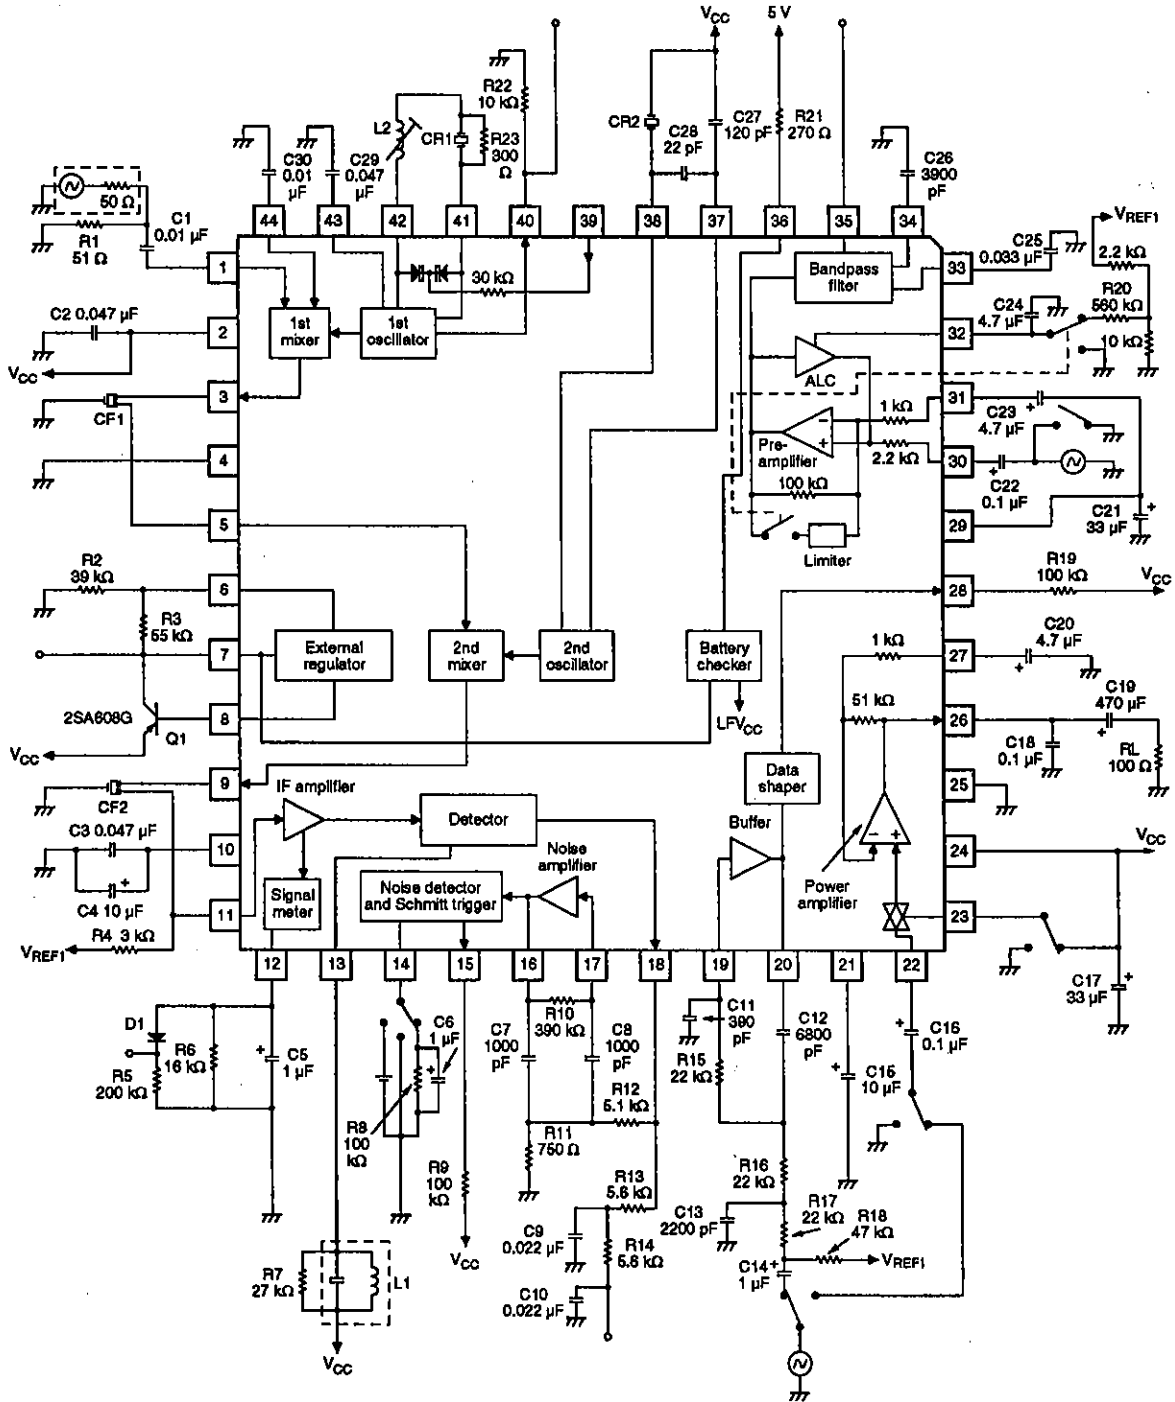 VCC
5 V
R22
10 kΩ
L2
CR1
R23
300
Ω
CR2
C28
22 pF
C27
120 pF
R21
270 Ω
C30
0.01
µF
C29
0.047
µF
C26
3900
pF
50 Ω
R1
51 Ω
C1
0.01 µF
44
43
42
41
40
39
38
37
36
35
34
VREF1
2.2 kΩ
C25
0.033 µF
R20
560 kΩ
10 kΩ
C24
4.7 µF
1
2
3
4
5
6
7
8
9
10
11
33
32
31
30
29
28
27
26
25
24
23
30 kΩ
1st
mixer
1st
oscillator
Bandpass
filter
ALC
Pre-
amplifier
1 kΩ
2.2 kΩ
100 kΩ
Limiter
C2 0.047 µF
VCC
CF1
C23
4.7 µF
C22
0.1 µF
C21
33 µF
R2
39 kΩ
R3
55 kΩ
2SA608G
Q1
VCC
R19
100 kΩ
VCC
C20
4.7 µF
C19
470 µF
C18
0.1 µF
RL
100 Ω
External
regulator
2nd
mixer
2nd
oscillator
Battery
checker
LFVCC
1 kΩ
51 kΩ
Data
shaper
Buffer
Power
amplifier
CF2
C3 0.047 µF
C4 10 µF
R4 3 kΩ
VREF1
IF amplifier
Detector
Signal
meter
Noise detector
and Schmitt trigger
Noise
amplifier
VCC
C17
33 µF
12
13
14
15
16
17
18
19
20
21
22
D1
R5
200 kΩ
R6
16 kΩ
C5
1 µF
C6
1 µF
R8
100
kΩ
R9
100
kΩ
VCC
R10
390 kΩ
C7
1000
pF
C8
1000
pF
R12
5.1 kΩ
R11
750 Ω
R13
5.6 kΩ
C9
0.022 µF
R14
5.6 kΩ
C10
0.022 µF
C11
390
pF
R15
22 kΩ
C12
6800
pF
C15
10 µF
C16
0.1 µF
R16
22 kΩ
C13
2200 pF
R17
22 kΩ
R18
47 kΩ
VREF1
C14
1 µF
R7
27 kΩ
L1
VCC